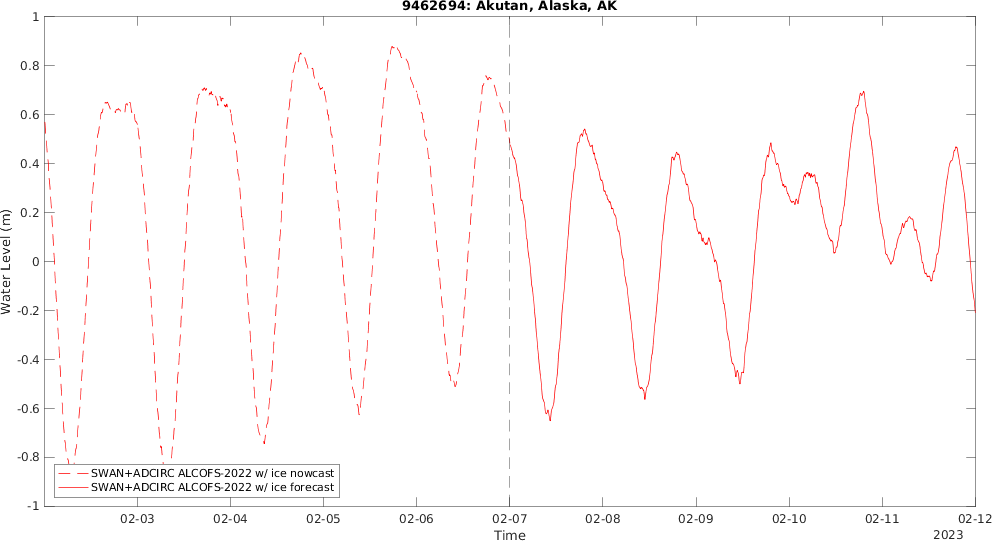 9462694: Akutan, Alaska, AK
1
0.8
0.6
0.4
0.2
0
-0.2
-0.4
-0.6
-0.8
-1
Water Level (m)
SWAN+ADCIRC ALCOFS-2022 w/ ice nowcast
SWAN+ADCIRC ALCOFS-2022 w/ ice forecast
02-03 02-04 02-05 02-06 02-07 02-08 02-09 02-10 02-11 02-12
Time
2023